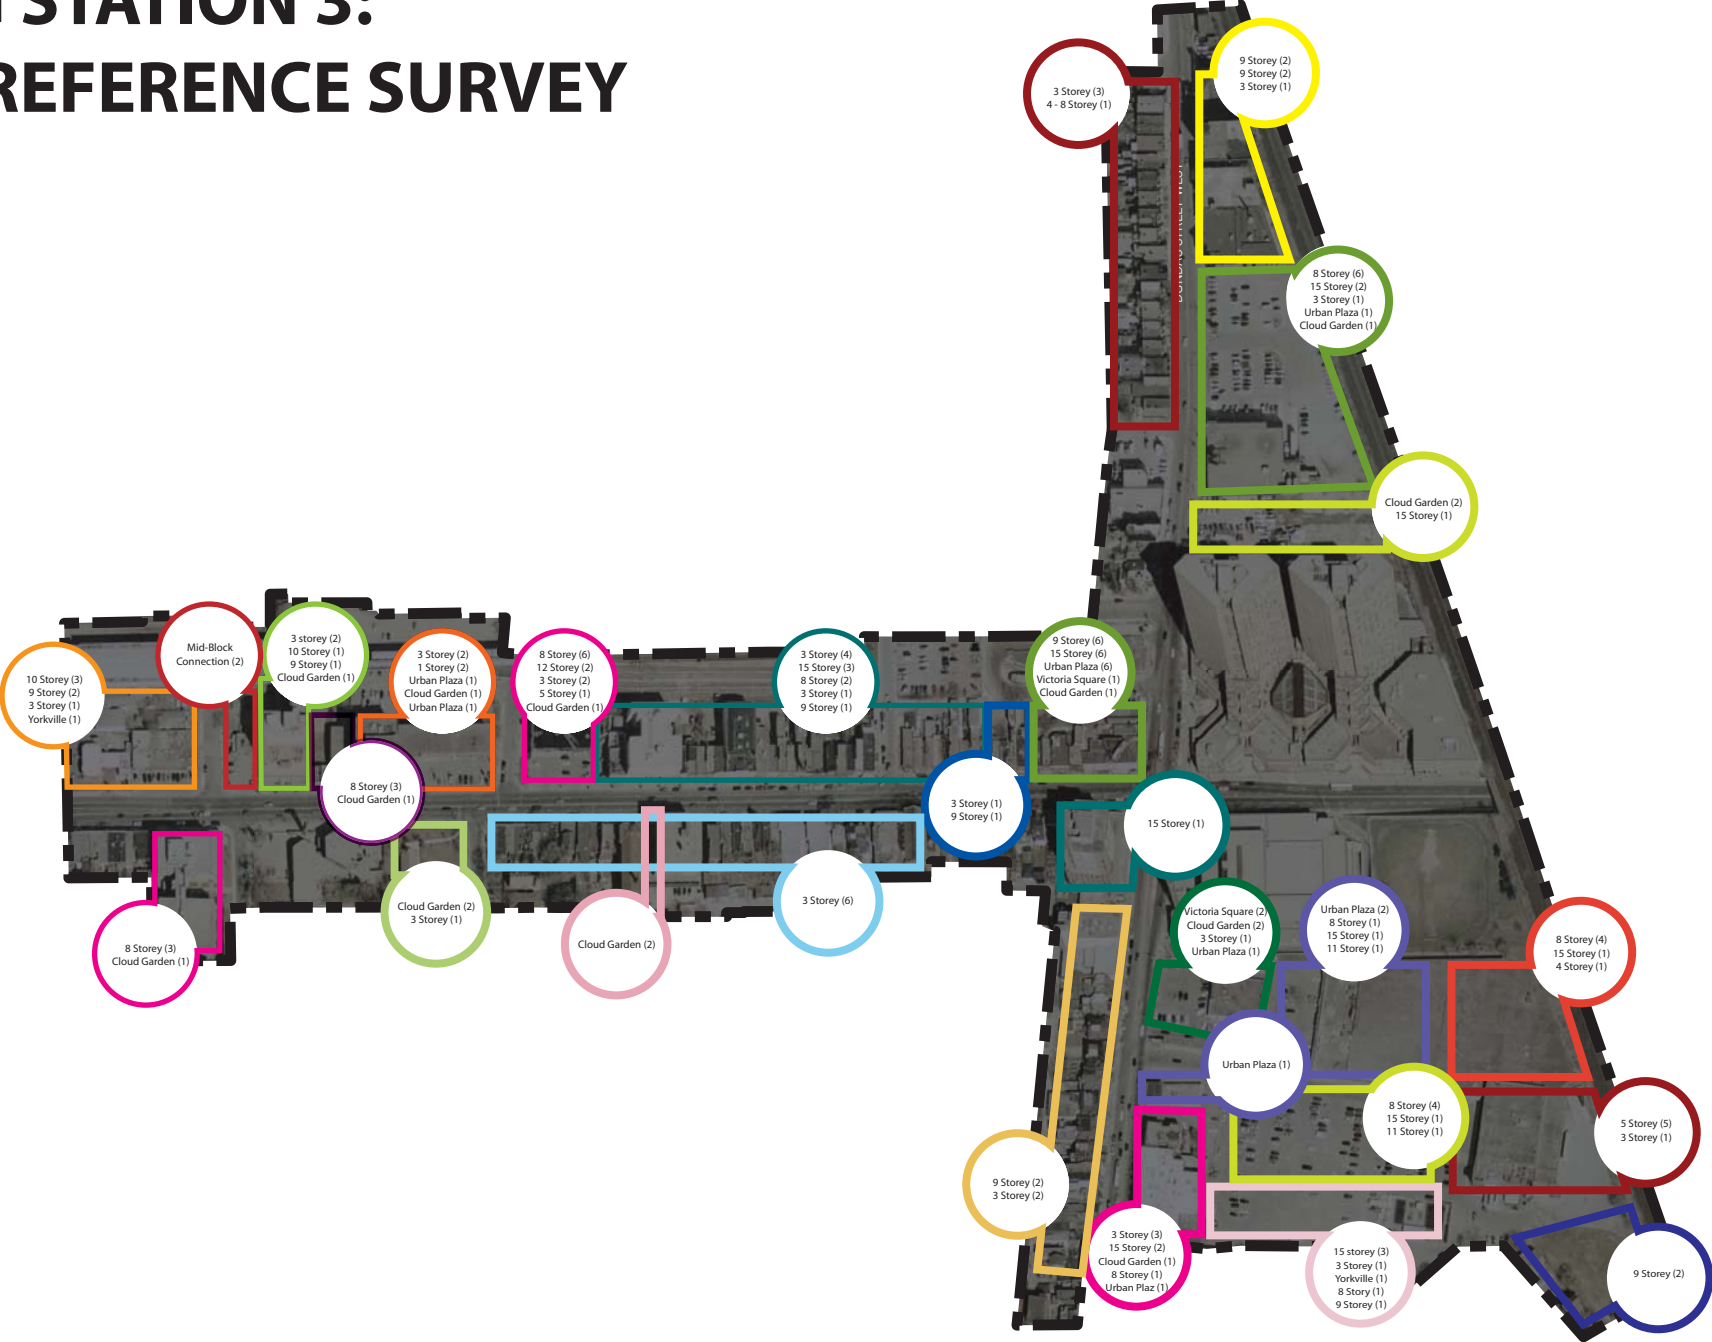 STATION 3:
REFERENCE SURVEY
3 Storey (3)
4 - 8 Storey (1)
9 Storey (2)
9 Storey (2)
3 Storey (1)
8 Storey (6)
15 Storey (2)
3 Storey (1)
Urban Plaza (1)
Cloud Garden (1)
Cloud Garden (2)
15 Storey (1)
10 Storey (3)
9 Storey (2)
3 Storey (1)
Yorkville (1)
Mid-Block
Connection (2)
3 storey (2)
10 Storey (1)
9 Storey (1)
Cloud Garden (1)
3 Storey (2)
1 Storey (2)
Urban Plaza (1)
Cloud Garden (1)
Urban Plaza (1)
8 Storey (6)
12 Storey (2)
3 Storey (2)
5 Storey (1)
Cloud Garden (1)
3 Storey (4)
15 Storey (3)
8 Storey (2)
3 Storey (1)
9 Storey (1)
9 Storey (6)
15 Storey (6)
Urban Plaza (6)
Victoria Square (1)
Cloud Garden (1)
8 Storey (3)
Cloud Garden (1)
3 Storey (1)
9 Storey (1)
15 Storey (1)
8 Storey (3)
Cloud Garden (1)
Cloud Garden (2)
3 Storey (1)
Cloud Garden (2)
3 Storey (6)
Victoria Square (2)
Cloud Garden (2)
3 Storey (1)
Urban Plaza (1)
Urban Plaza (2)
8 Storey (1)
15 Storey (1)
11 Storey (1)
8 Storey (4)
15 Storey (1)
4 Storey (1)
Urban Plaza (1)
8 Storey (4)
15 Storey (1)
11 Storey (1)
5 Storey (5)
3 Storey (1)
9 Storey (2)
3 Storey (2)
3 Storey (3)
15 Storey (2)
Cloud Garden (1)
8 Storey (1)
Urban Plaz (1)
15 storey (3)
3 Storey (1)
Yorkville (1)
8 Story (1)
9 Storey (1)
9 Storey (2)